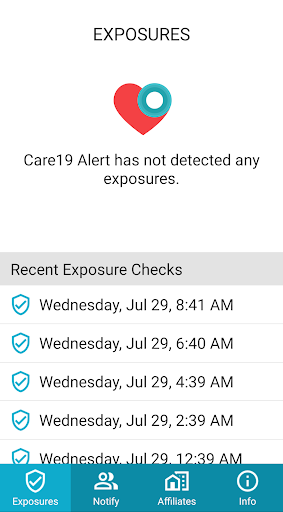 EXPOSURES
Care19 Alert has not detected any
exposures.
Recent Exposure Checks
Wednesday, Jul 29, 8:41 AM
Wednesday, Jul 29, 6:40 AM
Wednesday, Jul 29, 4:39 AM
Wednesday, Jul 29, 2:39 AM
Wednesday, Jul 29, 12:39 AM
Exposures Notify Affiliates Info